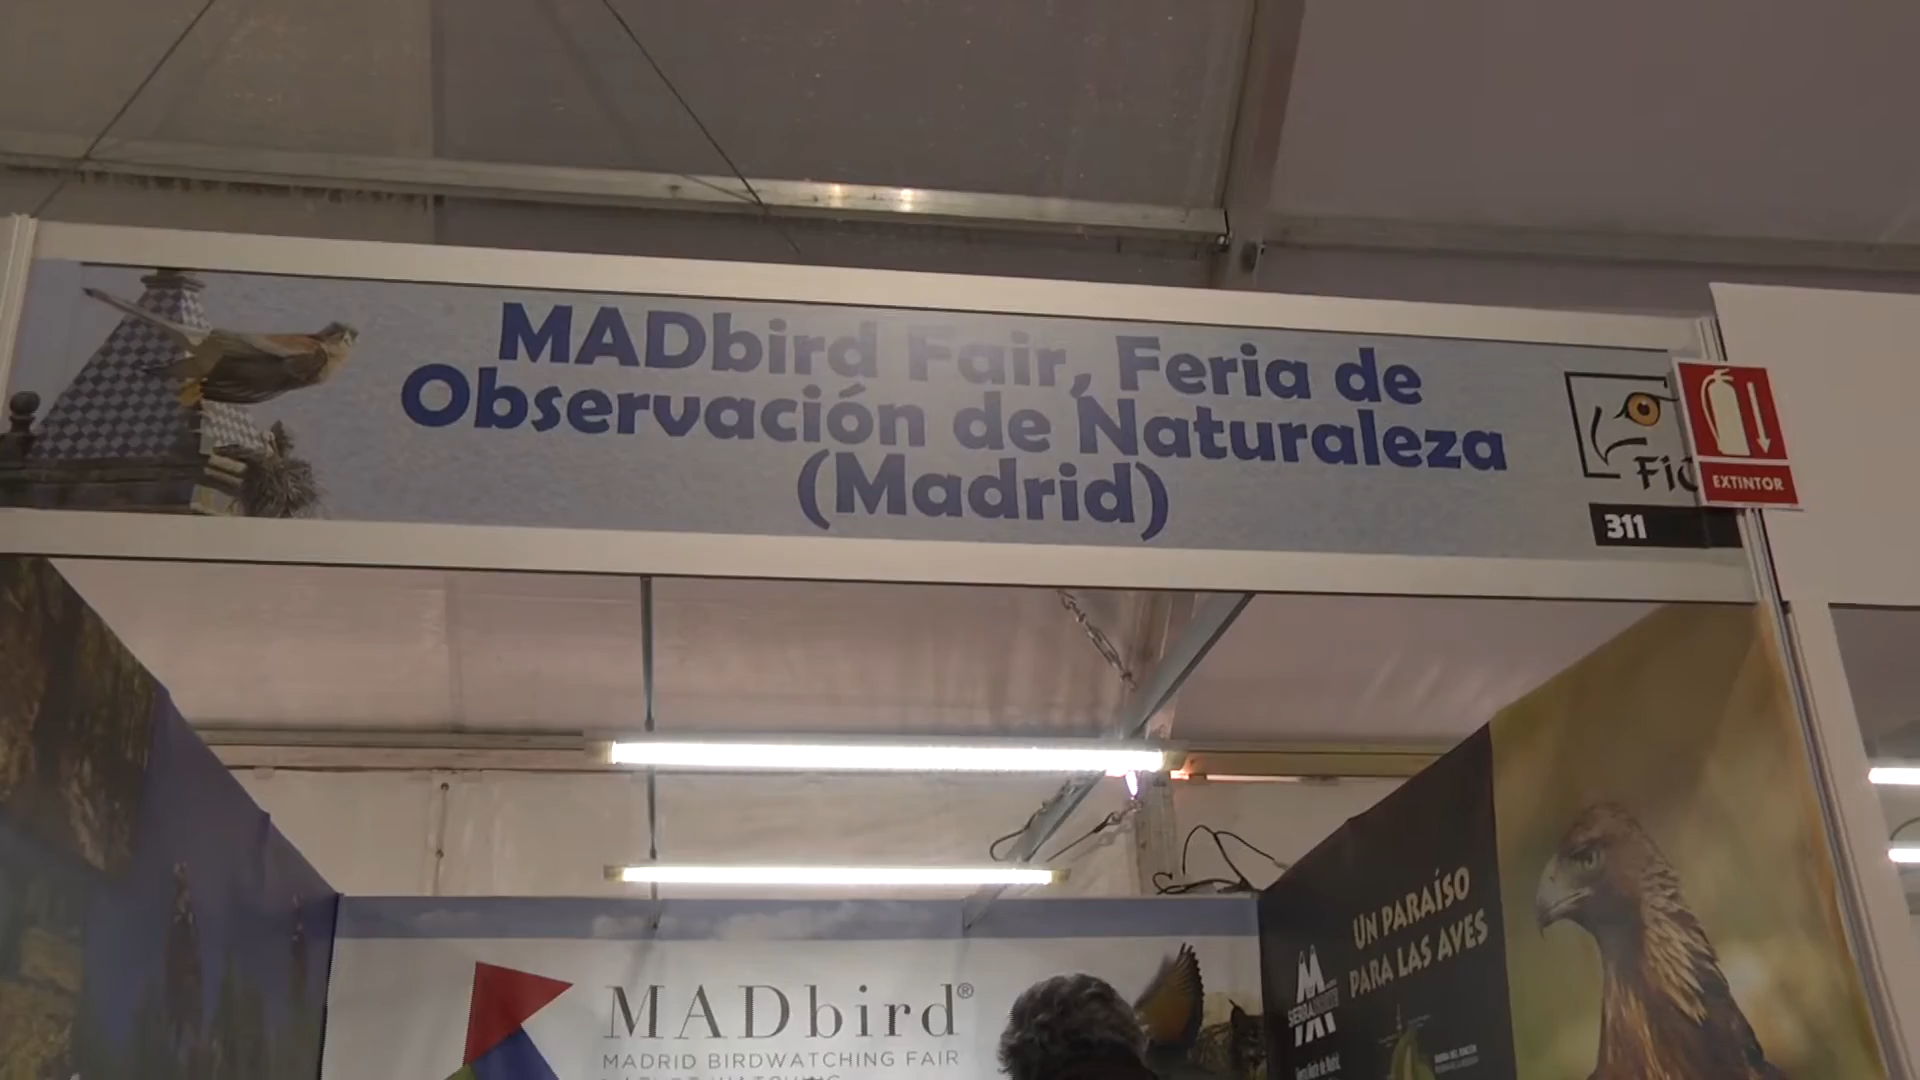 MADbird Fair, Feria de
Observación de Naturaleza
(Madrid)
311
EXTINTOR
UN PARAÍSO
PARA LAS AVES
MADbird®
MADRID BIRDWATCHING FAIR